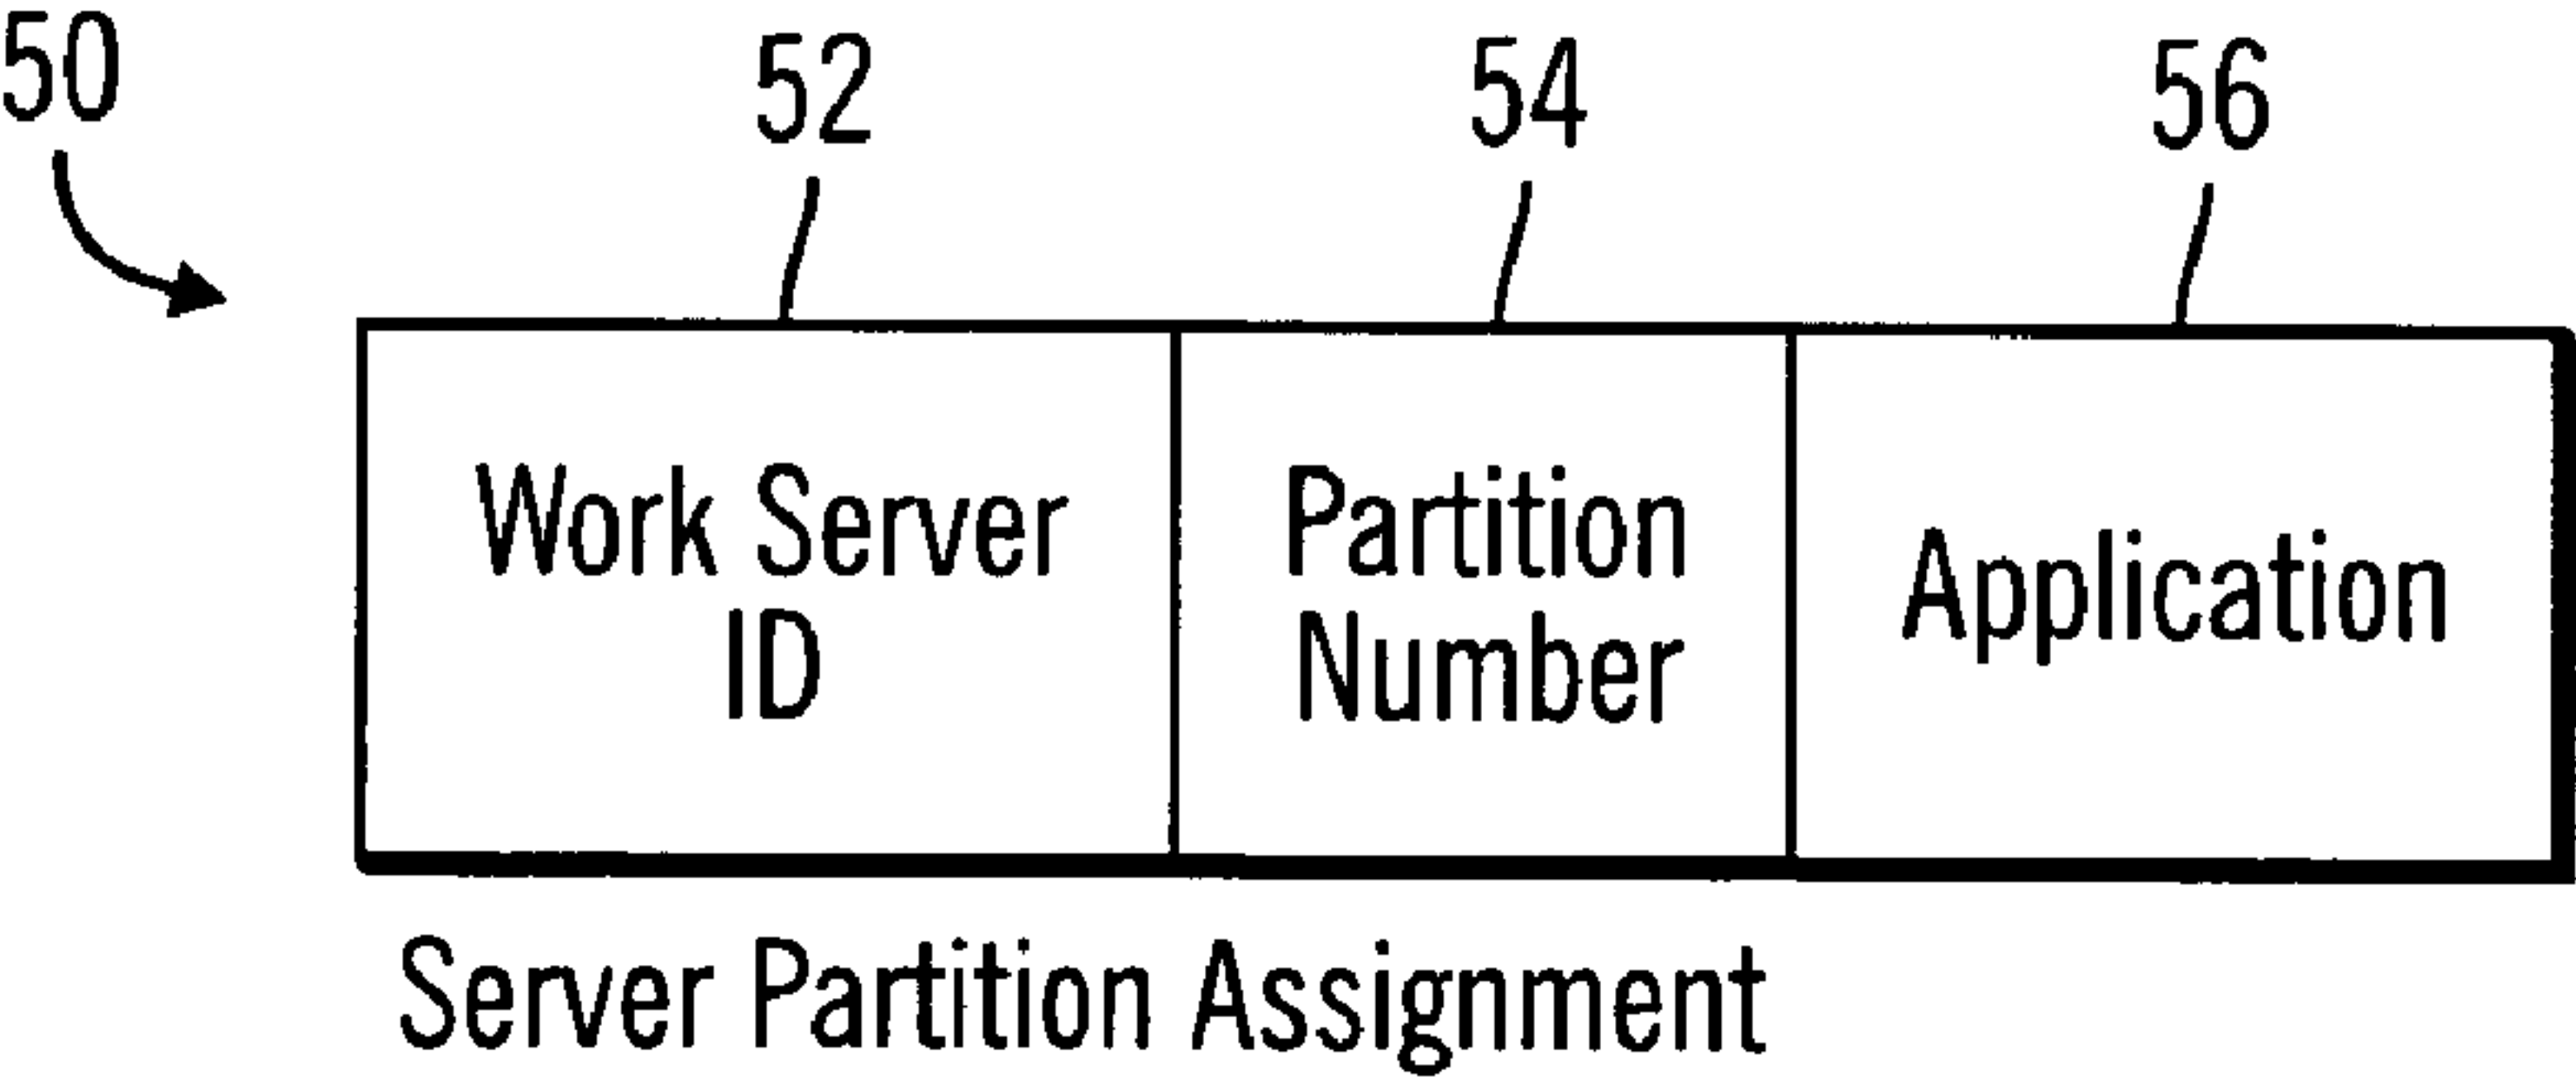 50 52 54 56
Work Server
ID
Partition
Number
Application
Server Partition Assignment